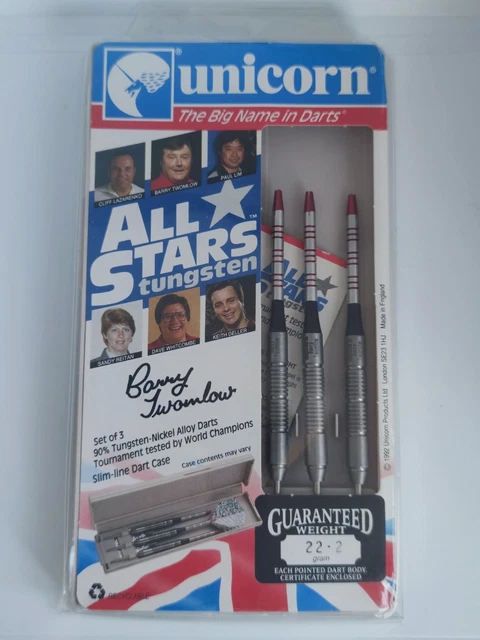 unicorn®
The Big Name in Darts®
CLIFF LAZARENKO
BARRY TWOMLOW
PAUL LIM
ALL
STARS™
tungsten
SANDY REITAN
DAVE WHITCOMBE
KEITH DELLER
Barry
Twomlow
Set of 3
90% Tungsten-Nickel Alloy Darts
Tournament tested by World Champions
Slim-line Dart Case
Case contents may vary
© 1992 Unicorn Products Ltd London SE23 1HJ Made in England
GUARANTEED
WEIGHT
22·2
gram
EACH POINTED DART BODY.
CERTIFICATE ENCLOSED.
RECYCLABLE